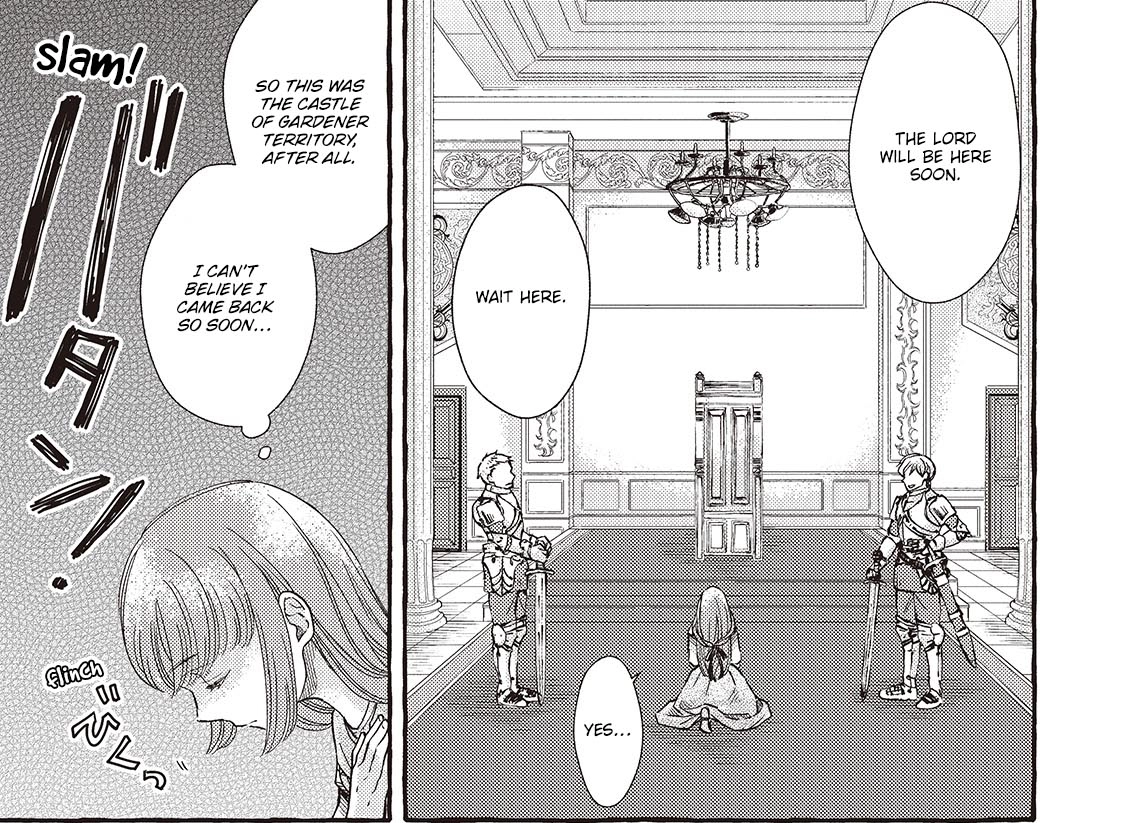 THE LORD
WILL BE HERE
SOON.
WAIT HERE.
YES...
SO THIS WAS
THE CASTLE
OF GARDENER
TERRITORY,
AFTER ALL.
I CAN'T
BELIEVE I
CAME BACK
SO SOON...
slam!
バタン!
flinch
びくっ